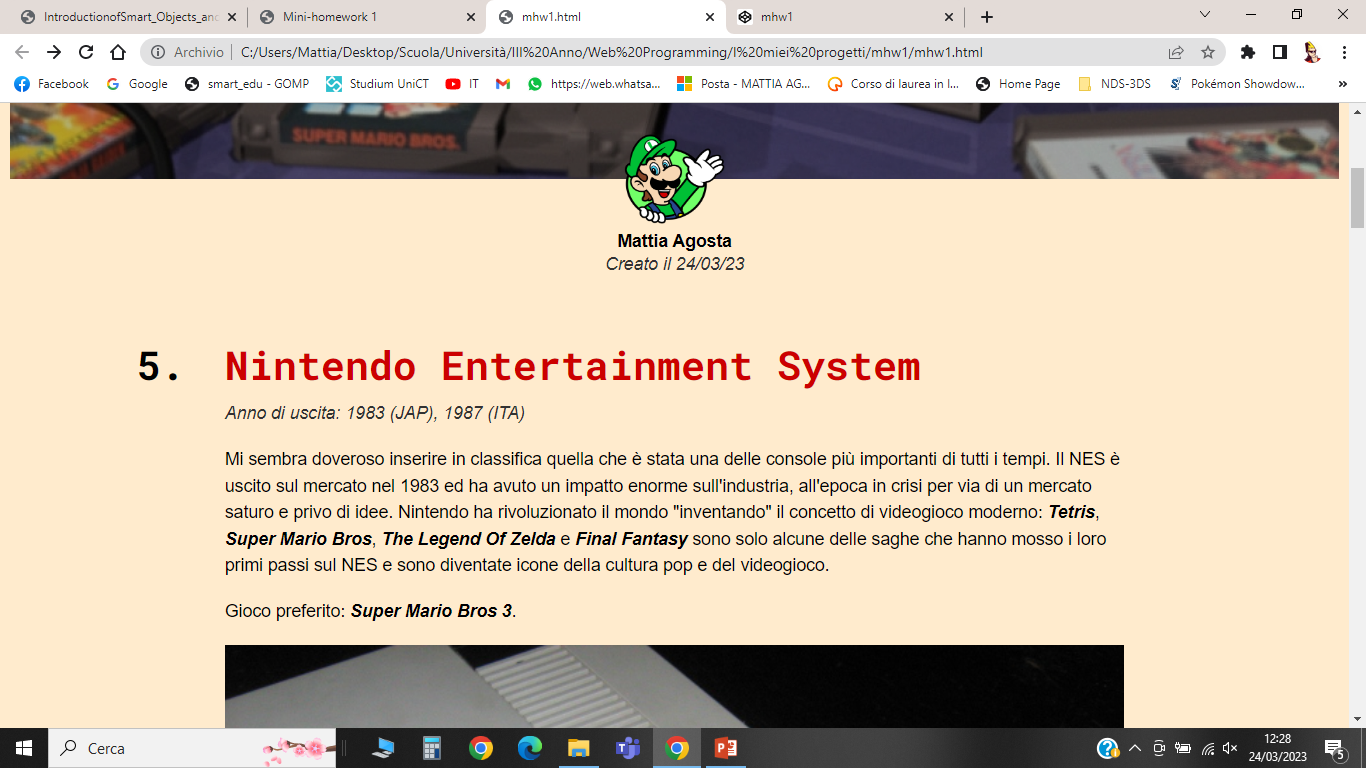 IntroductionofSmart_Objects_and
Mini-homework 1
mhw1.html
mhw1
Archivio
C:/Users/Mattia/Desktop/Scuola/Università/III%20Anno/Web%20Programming/I%20miei%20progetti/mhw1/mhw1.html
Facebook
Google
smart_edu - GOMP
Studium UniCT
IT
https://web.whatsa...
Posta - MATTIA AG...
Corso di laurea in I...
Home Page
NDS-3DS
Pokémon Showdow...
»
SUPER MARIO BROS.
Mattia Agosta
Creato il 24/03/23
5. Nintendo Entertainment System
Anno di uscita: 1983 (JAP), 1987 (ITA)
Mi sembra doveroso inserire in classifica quella che è stata una delle console più importanti di tutti i tempi. Il NES è
uscito sul mercato nel 1983 ed ha avuto un impatto enorme sull'industria, all'epoca in crisi per via di un mercato
saturo e privo di idee. Nintendo ha rivoluzionato il mondo "inventando" il concetto di videogioco moderno: Tetris,
Super Mario Bros, The Legend Of Zelda e Final Fantasy sono solo alcune delle saghe che hanno mosso i loro
primi passi sul NES e sono diventate icone della cultura pop e del videogioco.
Gioco preferito: Super Mario Bros 3.
Cerca
12:28
24/03/2023
5